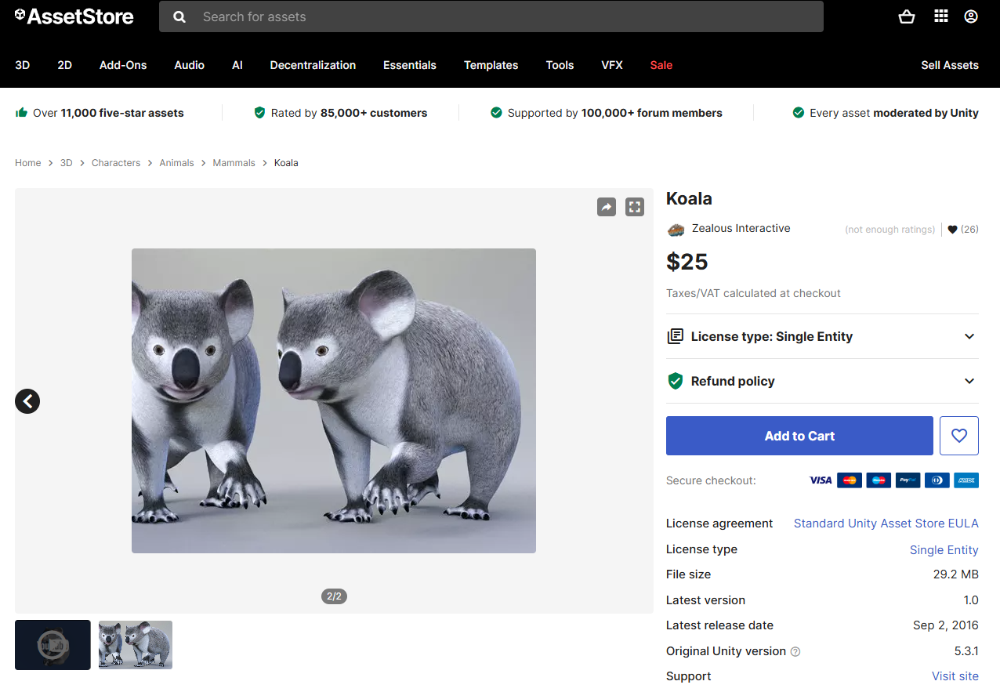 AssetStore
Search for assets
3D 2D Add-Ons Audio AI Decentralization Essentials Templates Tools VFX Sale Sell Assets
Over 11,000 five-star assets Rated by 85,000+ customers Supported by 100,000+ forum members Every asset moderated by Unity
Home > 3D > Characters > Animals > Mammals > Koala
Koala
Zealous Interactive (not enough ratings) (26)
$25
Taxes/VAT calculated at checkout
License type: Single Entity
Refund policy
Add to Cart
Secure checkout: VISA PayPal AMEX
License agreement Standard Unity Asset Store EULA
License type Single Entity
File size 29.2 MB
Latest version 1.0
Latest release date Sep 2, 2016
Original Unity version 5.3.1
Support Visit site
2/2